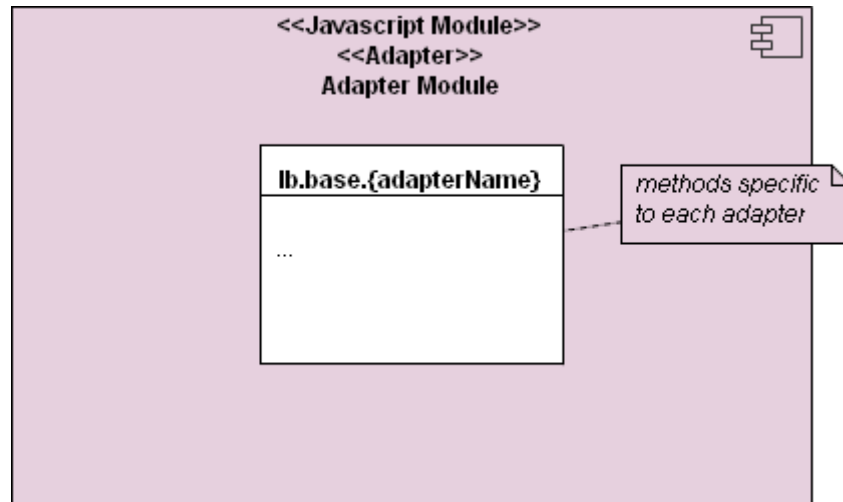 <<Javascript Module>>
<<Adapter>>
Adapter Module
lb.base.{adapterName}
methods specific
to each adapter
...